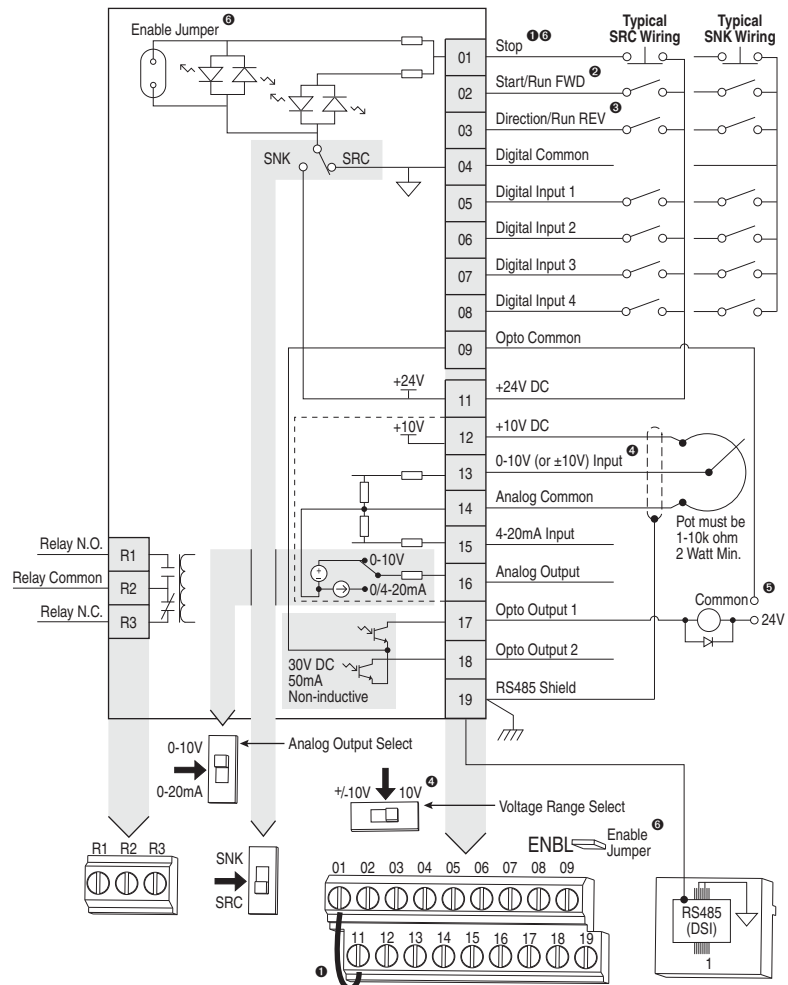 Enable Jumper ❻
Typical SRC Wiring
Typical SNK Wiring
01 Stop ❶❻
02 Start/Run FWD ❷
03 Direction/Run REV ❸
SNK SRC
04 Digital Common
05 Digital Input 1
06 Digital Input 2
07 Digital Input 3
08 Digital Input 4
09 Opto Common
+24V
11 +24V DC
+10V
12 +10V DC
13 0-10V (or ±10V) Input ❹
14 Analog Common
Pot must be
1-10k ohm
2 Watt Min.
15 4-20mA Input
Relay N.O. R1
Relay Common R2
Relay N.C. R3
+
-
0-10V
0/4-20mA
16 Analog Output
Common ❺
24V
17 Opto Output 1
18 Opto Output 2
30V DC
50mA
Non-inductive
19 RS485 Shield
0-10V
0-20mA
Analog Output Select
+/-10V 10V ❹
Voltage Range Select
ENBL
Enable Jumper ❻
R1 R2 R3
SNK
SRC
01 02 03 04 05 06 07 08 09
11 12 13 14 15 16 17 18 19
❶
RS485
(DSI)
1